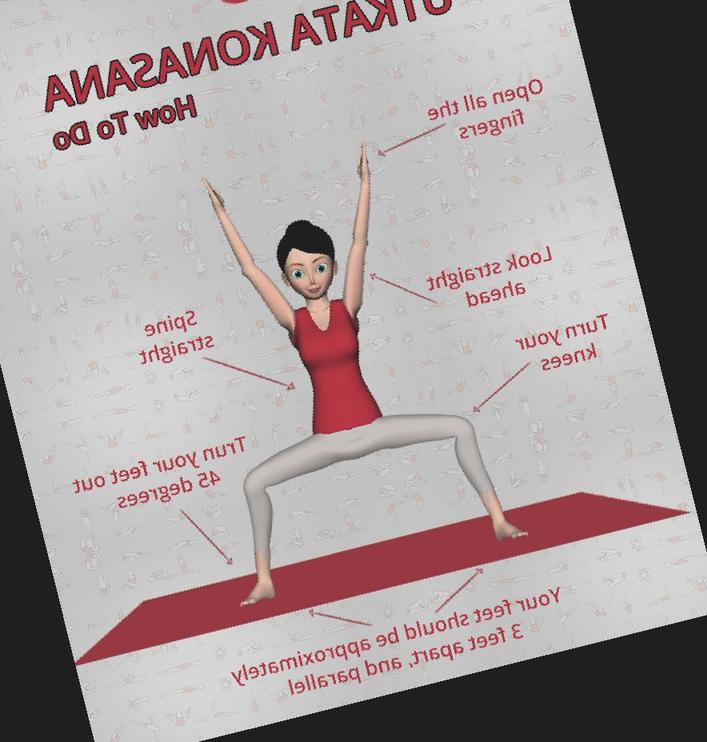 UTKATA KONASANA
How To Do
Open all the
fingers
Look straight
ahead
Spine
straight
Turn your
knees
Trun your feet out
45 degrees
Your feet should be approximately
3 feet apart, and parallel